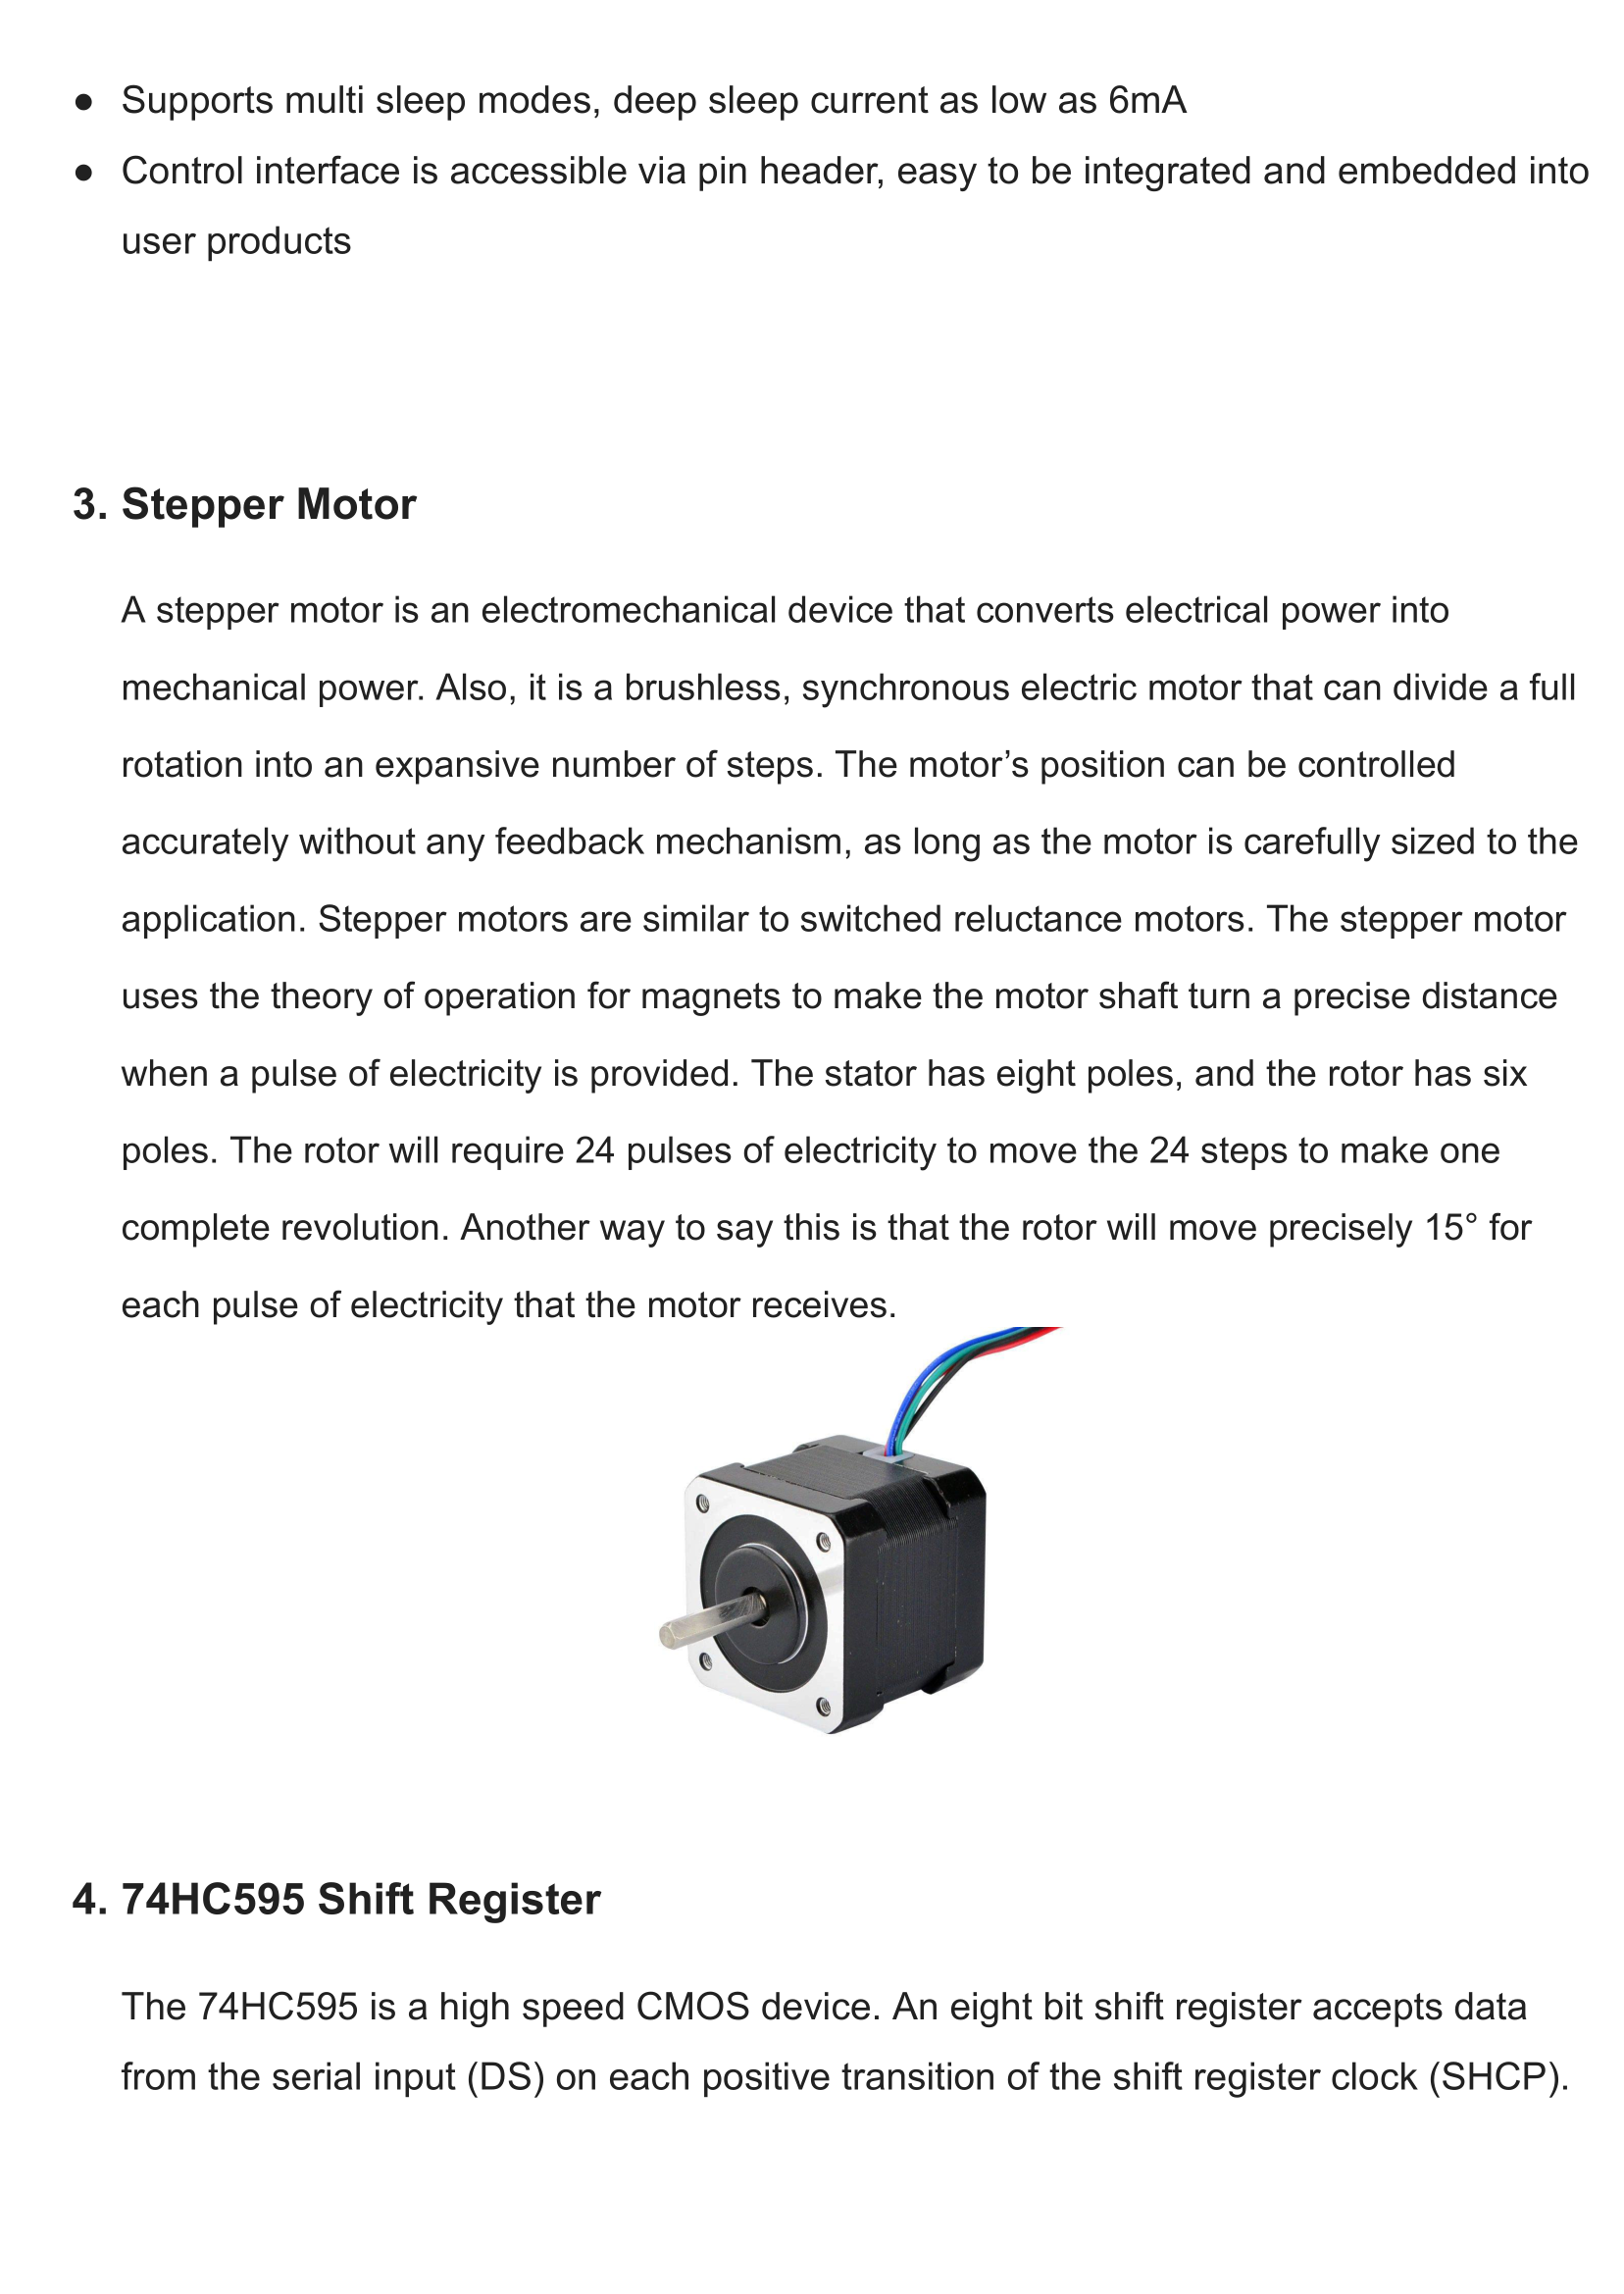 ● Supports multi sleep modes, deep sleep current as low as 6mA
● Control interface is accessible via pin header, easy to be integrated and embedded into
user products
3. Stepper Motor
A stepper motor is an electromechanical device that converts electrical power into
mechanical power. Also, it is a brushless, synchronous electric motor that can divide a full
rotation into an expansive number of steps. The motor’s position can be controlled
accurately without any feedback mechanism, as long as the motor is carefully sized to the
application. Stepper motors are similar to switched reluctance motors. The stepper motor
uses the theory of operation for magnets to make the motor shaft turn a precise distance
when a pulse of electricity is provided. The stator has eight poles, and the rotor has six
poles. The rotor will require 24 pulses of electricity to move the 24 steps to make one
complete revolution. Another way to say this is that the rotor will move precisely 15° for
each pulse of electricity that the motor receives.
4. 74HC595 Shift Register
The 74HC595 is a high speed CMOS device. An eight bit shift register accepts data
from the serial input (DS) on each positive transition of the shift register clock (SHCP).